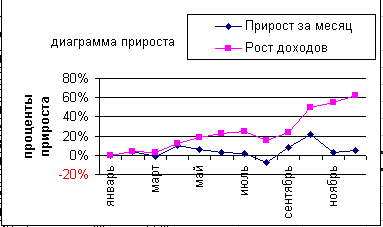 диаграмма прироста
Прирост за месяц
Рост доходов
проценты
прироста
80%
60%
40%
20%
0%
-20%
январь
март
май
июль
сентябрь
ноябрь